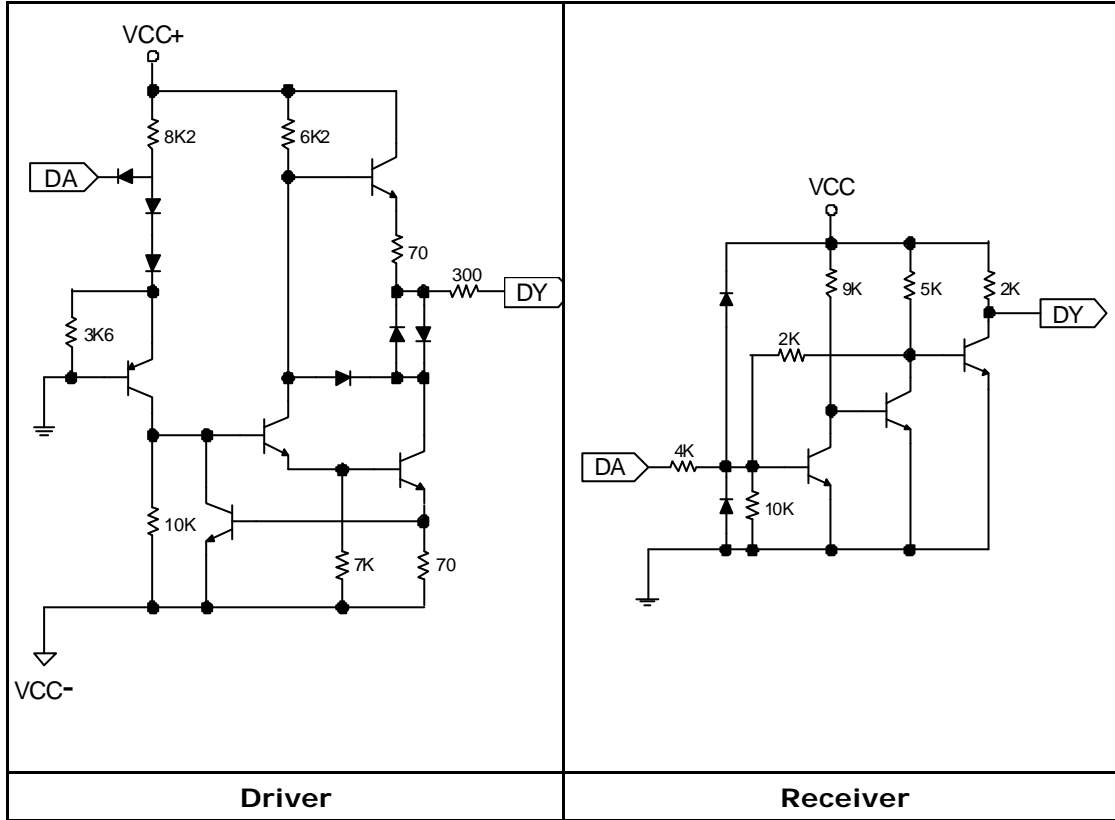 VCC+
8K2
6K2
DA
70
300
DY
3K6
10K
7K
70
VCC-
Driver
VCC
9K
5K
2K
DY
2K
DA
4K
10K
Receiver